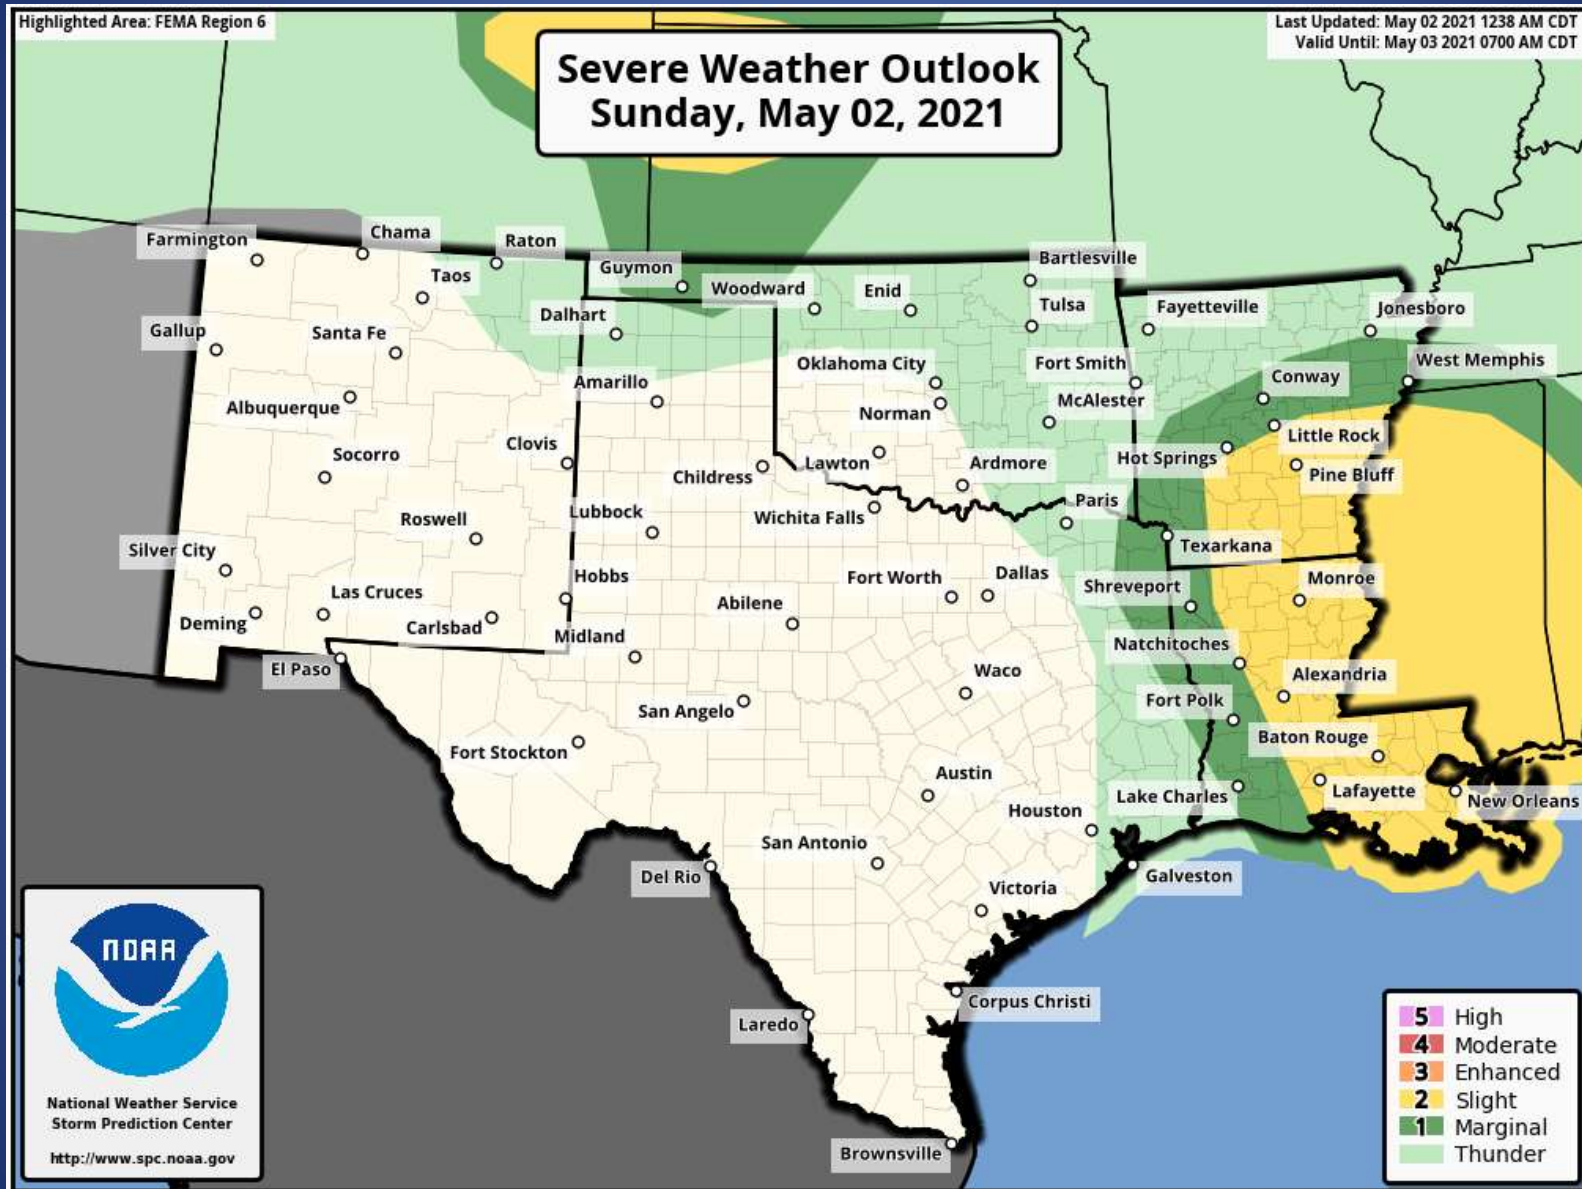 Highlighted Area: FEMA Region 6
Last Updated: May 02 2021 1238 AM CDT
Valid Until: May 03 2021 0700 AM CDT
Severe Weather Outlook
Sunday, May 02, 2021
Farmington
Chama
Raton
Taos
Guymon
Woodward
Enid
Bartlesville
Tulsa
Fayetteville
Jonesboro
Gallup
Santa Fe
Dalhart
Oklahoma City
Fort Smith
West Memphis
Conway
Albuquerque
Amarillo
Norman
McAlester
Little Rock
Socorro
Clovis
Childress
Lawton
Ardmore
Hot Springs
Pine Bluff
Roswell
Lubbock
Wichita Falls
Paris
Texarkana
Silver City
Hobbs
Fort Worth
Dallas
Shreveport
Monroe
Las Cruces
Abilene
Deming
Carlsbad
Midland
Natchitoches
El Paso
Waco
Alexandria
San Angelo
Fort Polk
Fort Stockton
Baton Rouge
Austin
Houston
Lake Charles
Lafayette
New Orleans
San Antonio
Del Rio
Victoria
Galveston
Corpus Christi
Laredo
Brownsville
NOAA
National Weather Service
Storm Prediction Center
http://www.spc.noaa.gov
5 High
4 Moderate
3 Enhanced
2 Slight
1 Marginal
Thunder